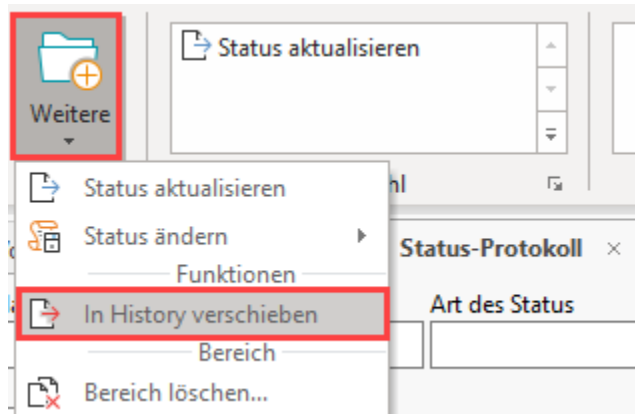 Status aktualisieren
Weitere
Status aktualisieren
Status ändern
Status-Protokoll
Funktionen
In History verschieben
Art des Status
Bereich
Bereich löschen...